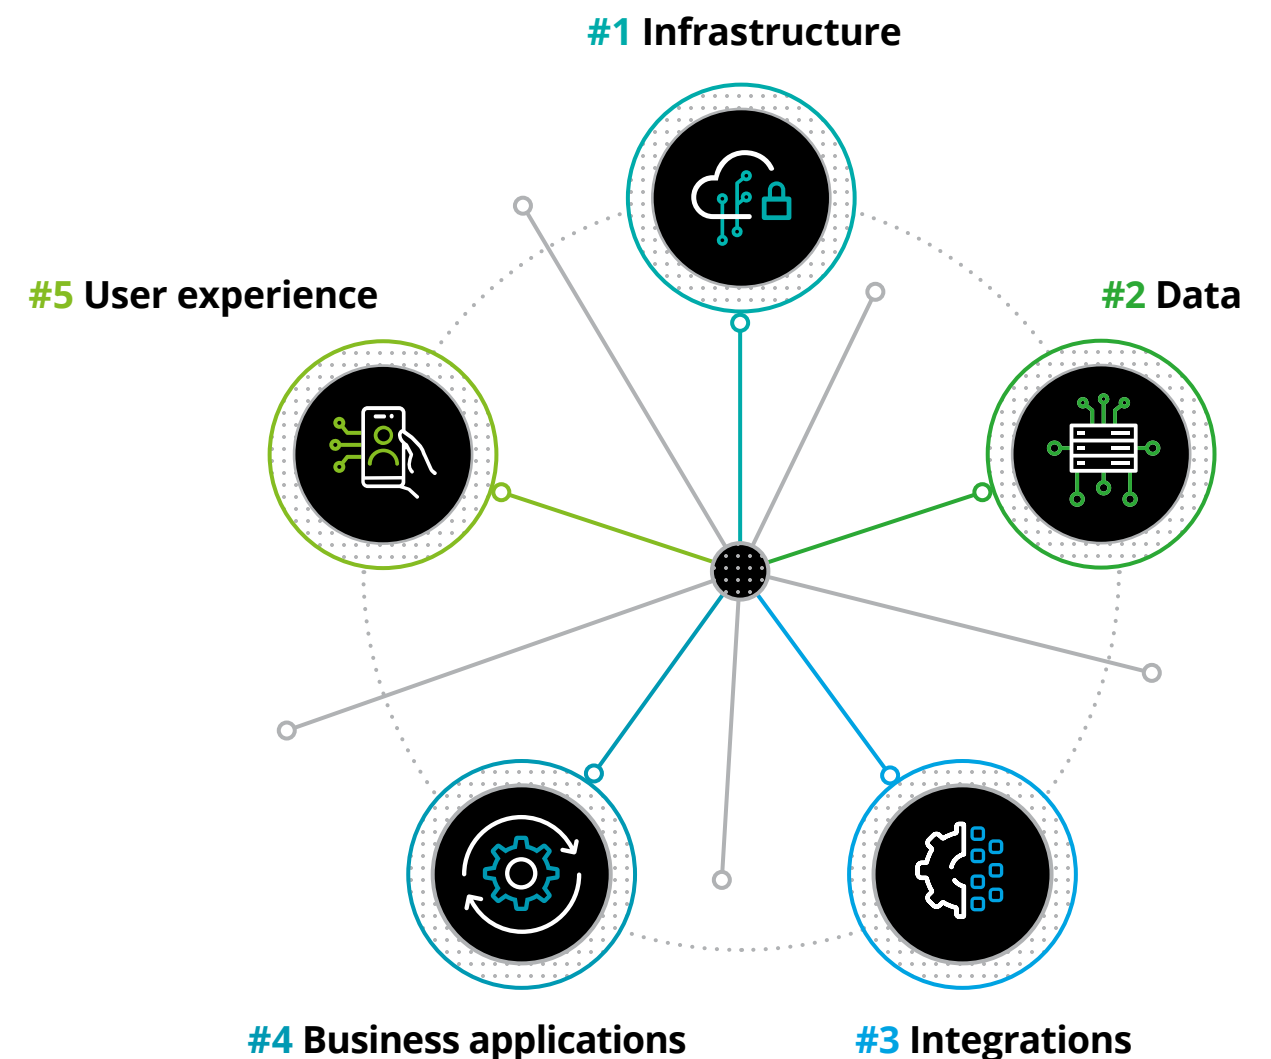 #1 Infrastructure
#5 User experience
#2 Data
#4 Business applications
#3 Integrations